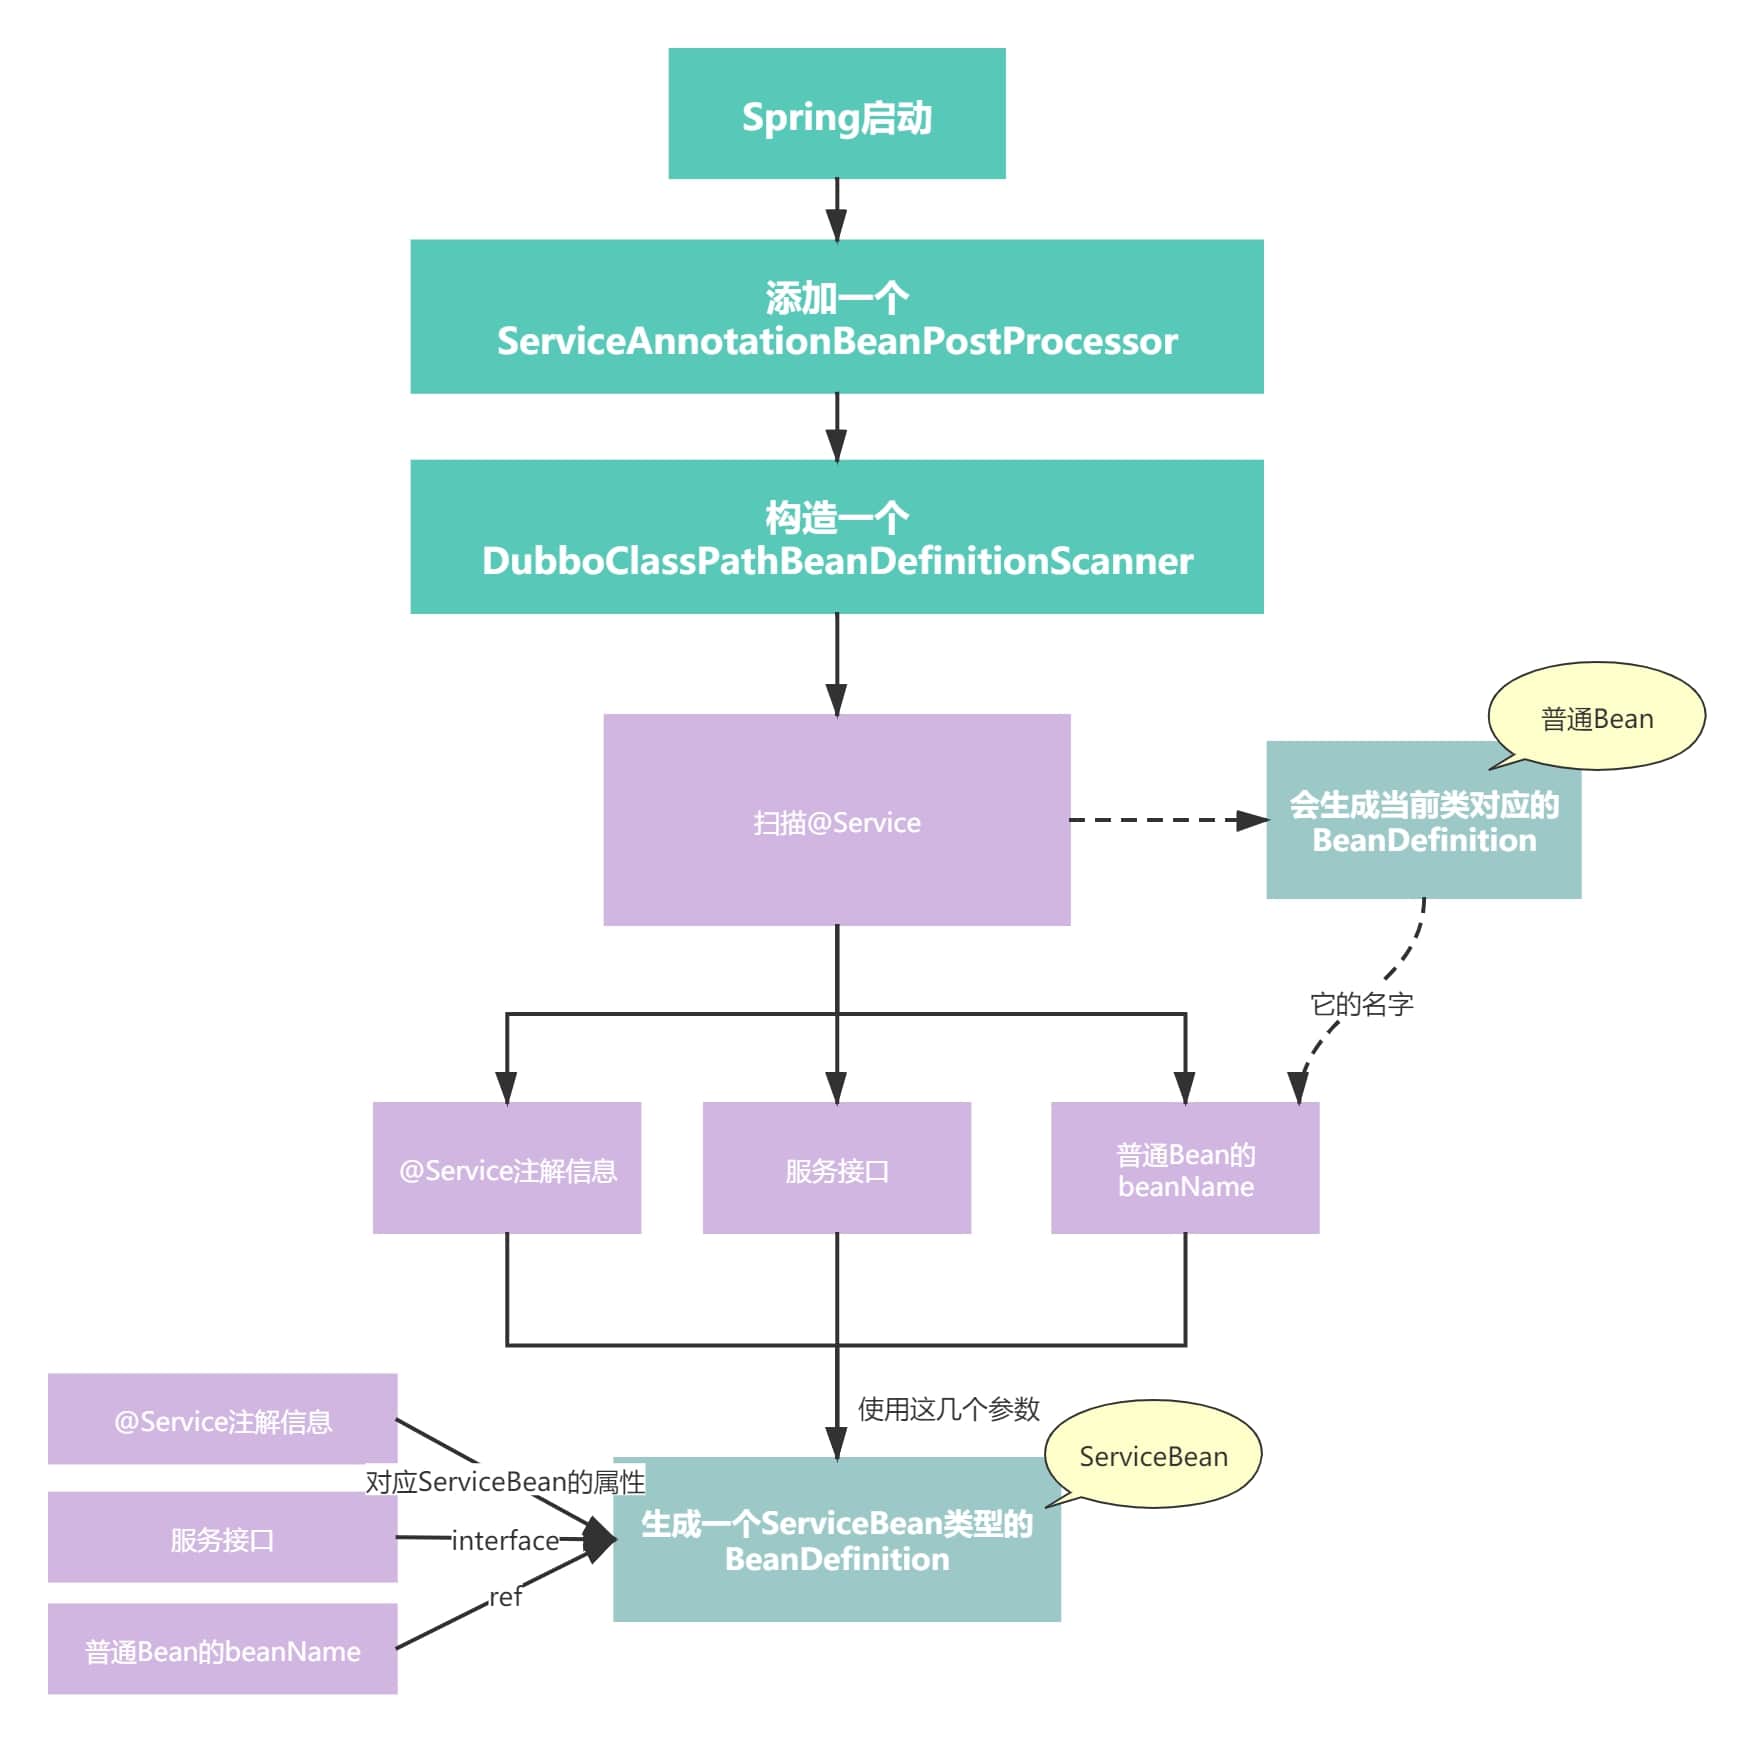 Spring启动
添加一个
ServiceAnnotationBeanPostProcessor
构造一个
DubboClassPathBeanDefinitionScanner
普通Bean
扫描@Service
会生成当前类对应的
BeanDefinition
它的名字
@Service注解信息
服务接口
普通Bean的
beanName
使用这几个参数
@Service注解信息
ServiceBean
对应ServiceBean的属性
生成一个ServiceBean类型的
BeanDefinition
服务接口
interface
ref
普通Bean的beanName